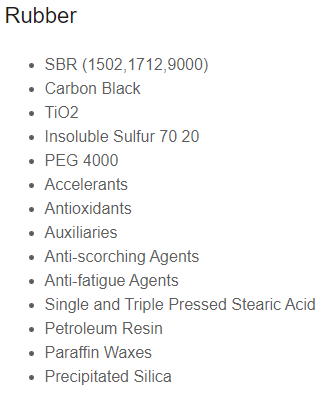 Rubber
SBR (1502,1712,9000)
Carbon Black
TiO2
Insoluble Sulfur 70 20
PEG 4000
Accelerants
Antioxidants
Auxiliaries
Anti-scorching Agents
Anti-fatigue Agents
Single and Triple Pressed Stearic Acid
Petroleum Resin
Paraffin Waxes
Precipitated Silica